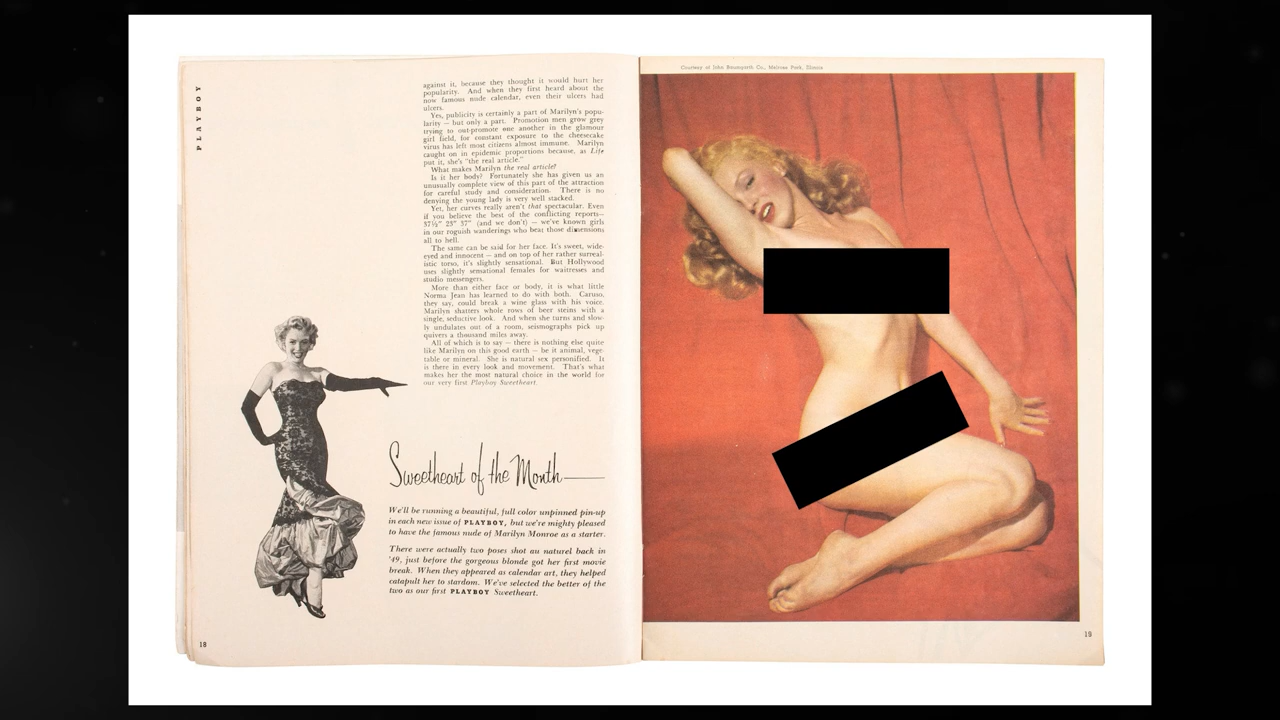 PLAYBOY
against it, because they thought it would hurt her
popularity. And when they first heard about the
now famous nude calendar, even their ulcers had
ulcers.
Yes, publicity is certainly a part of Marilyn's popu-
larity — but only a part. Promotion men grow grey
trying to out-promote one another in the glamour
girl field, for constant exposure to the cheesecake
virus has left most citizens almost immune. Marilyn
caught on in epidemic proportions because, as Life
put it, she's "the real article."
What makes Marilyn the real article?
Is it her body? Fortunately she has given us an
unusually complete view of this part of the attraction
for careful study and consideration. There is no
denying the young lady is very well stacked.
Yet, her curves really aren't that spectacular. Even
if you believe the best of the conflicting reports—
37½" 23" 37" (and we don't) — we've known girls
in our roguish wanderings who beat those dimensions
all to hell.
The same can be said for her face. It's sweet, wide-
eyed and innocent — and on top of her rather surreal-
istic torso, it's slightly sensational. But Hollywood
uses slightly sensational females for waitresses and
studio messengers.
More than either face or body, it is what little
Norma Jean has learned to do with both. Caruso,
they say, could break a wine glass with his voice.
Marilyn shatters whole rows of beer steins with a
single, seductive look. And when she turns and slow-
ly undulates out of a room, seismographs pick up
quivers a thousand miles away.
All of which is to say — there is nothing else quite
like Marilyn on this good earth — be it animal, vege-
table or mineral. She is natural sex personified. It
is there in every look and movement. That's what
makes her the most natural choice in the world for
our very first Playboy Sweetheart.
Sweetheart of the Month
We'll be running a beautiful, full color unpinned pin-up
in each new issue of PLAYBOY, but we're mighty pleased
to have the famous nude of Marilyn Monroe as a starter.
There were actually two poses shot au naturel back in
'49, just before the gorgeous blonde got her first movie
break. When they appeared as calendar art, they helped
catapult her to stardom. We've selected the better of the
two as our first PLAYBOY Sweetheart.
18
Courtesy of John Baumgarth Co., Melrose Park, Illinois
19